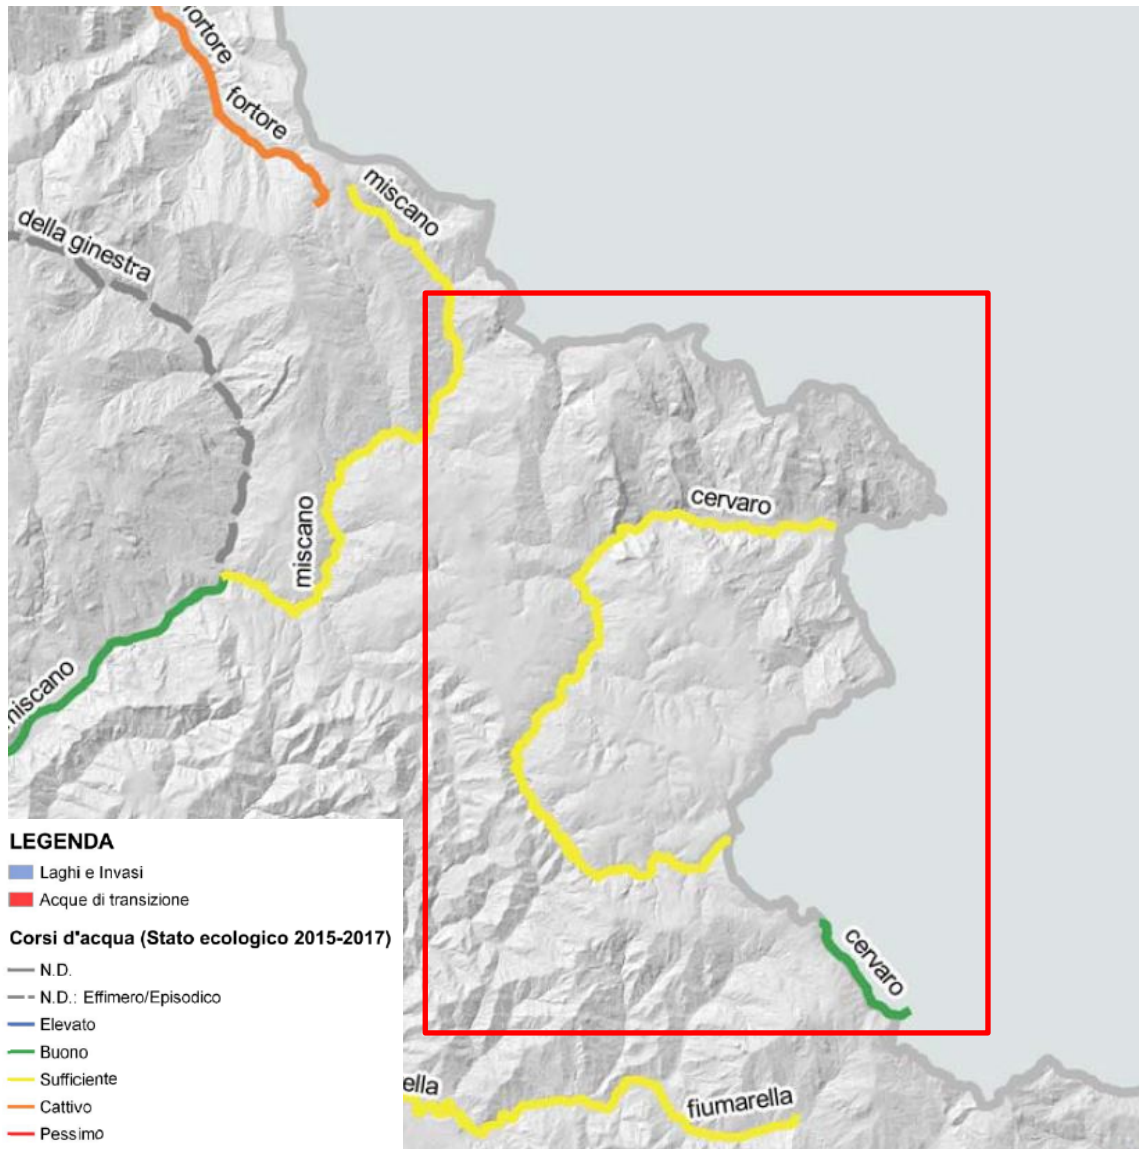 fortore
fortore
miscano
della ginestra
cervaro
miscano
miscano
cervaro
ella
fiumarella
LEGENDA
Laghi e Invasi
Acque di transizione
Corsi d'acqua (Stato ecologico 2015-2017)
N.D.
N.D.: Effimero/Episodico
Elevato
Buono
Sufficiente
Cattivo
Pessimo